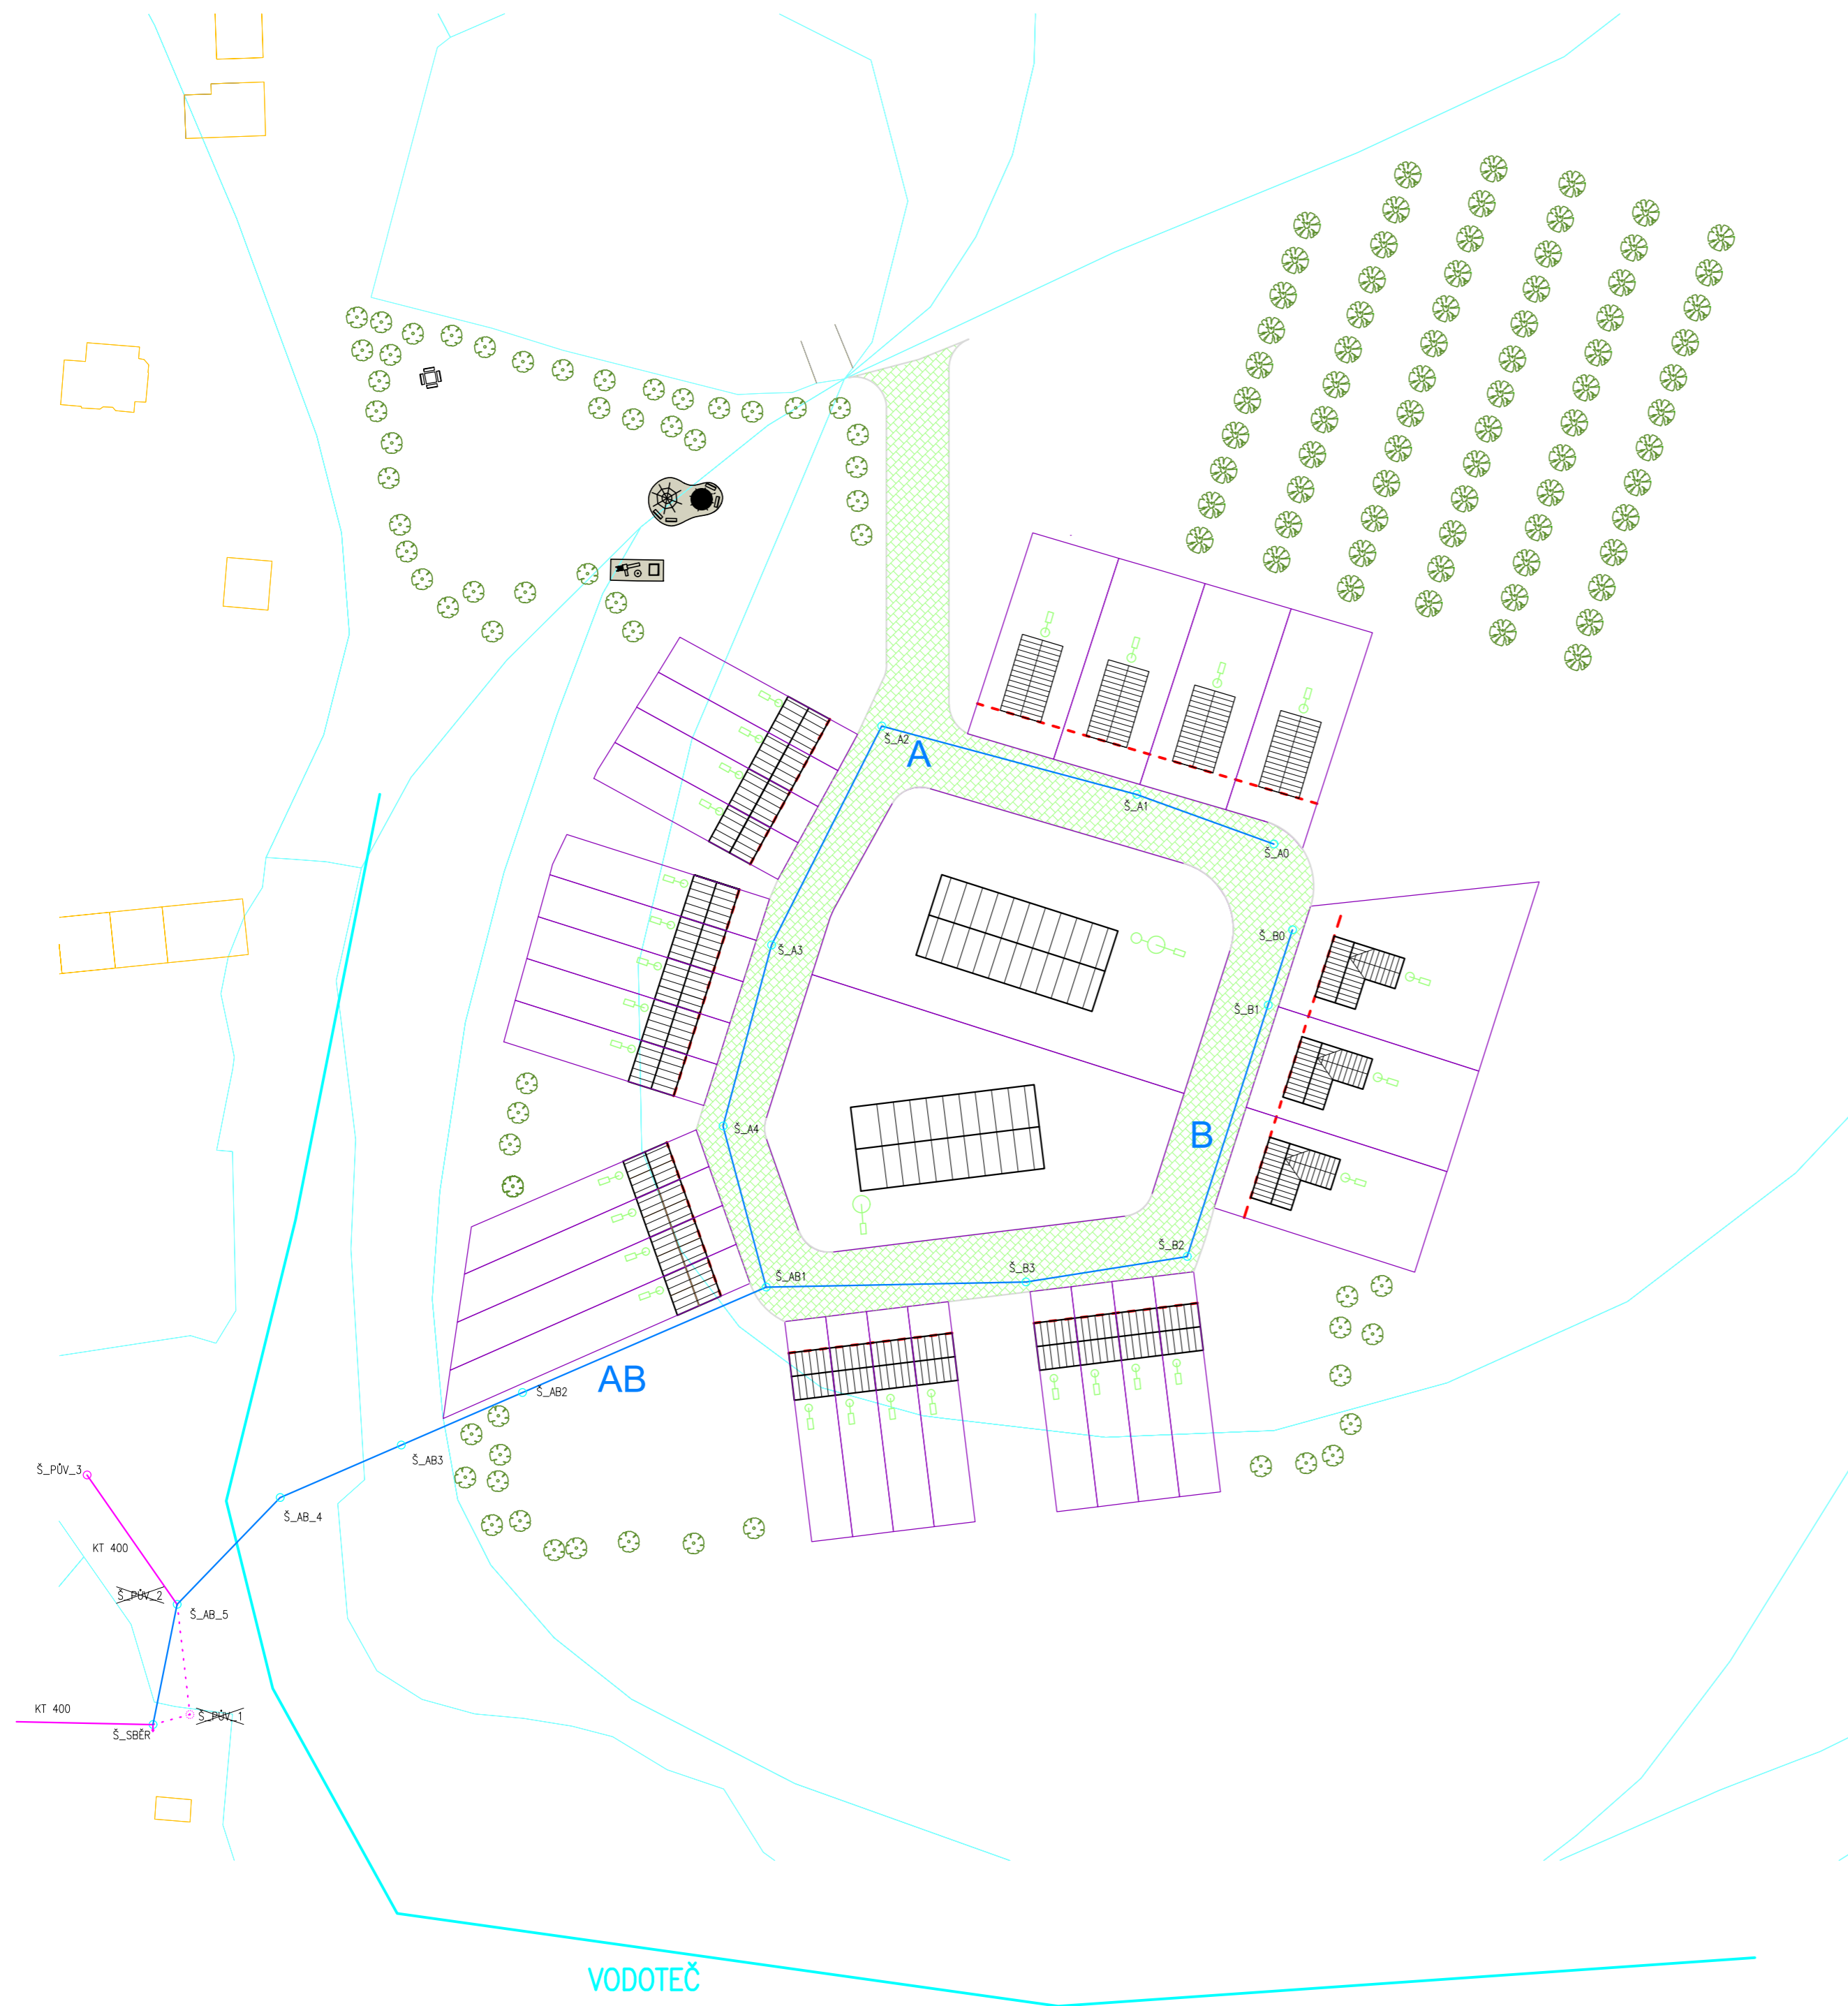 Š_A2
A
Š_A1
Š_A0
Š_B0
Š_A3
Š_B1
Š_A4
B
Š_B2
Š_B3
Š_AB1
AB
Š_AB2
Š_AB3
Š_PŮV_3
Š_AB_4
KT 400
Š_PŮV_2
Š_AB_5
KT 400
Š_PŮV_1
Š_SBĚR
VODOTEČ